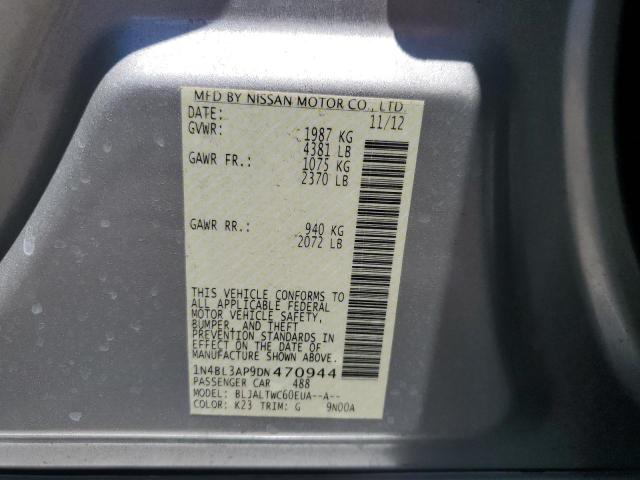 MFD BY NISSAN MOTOR CO., LTD.
DATE: 11/12
GVWR: 1987 KG
4381 LB
GAWR FR.: 1075 KG
2370 LB
GAWR RR.: 940 KG
2072 LB
THIS VEHICLE CONFORMS TO
ALL APPLICABLE FEDERAL
MOTOR VEHICLE SAFETY,
BUMPER, AND THEFT
PREVENTION STANDARDS IN
EFFECT ON THE DATE OF
MANUFACTURE SHOWN ABOVE.
1N4BL3AP9DN470944
PASSENGER CAR 488
MODEL: BLJALTWC60EUA--A--
COLOR: K23 TRIM: G 9N00A